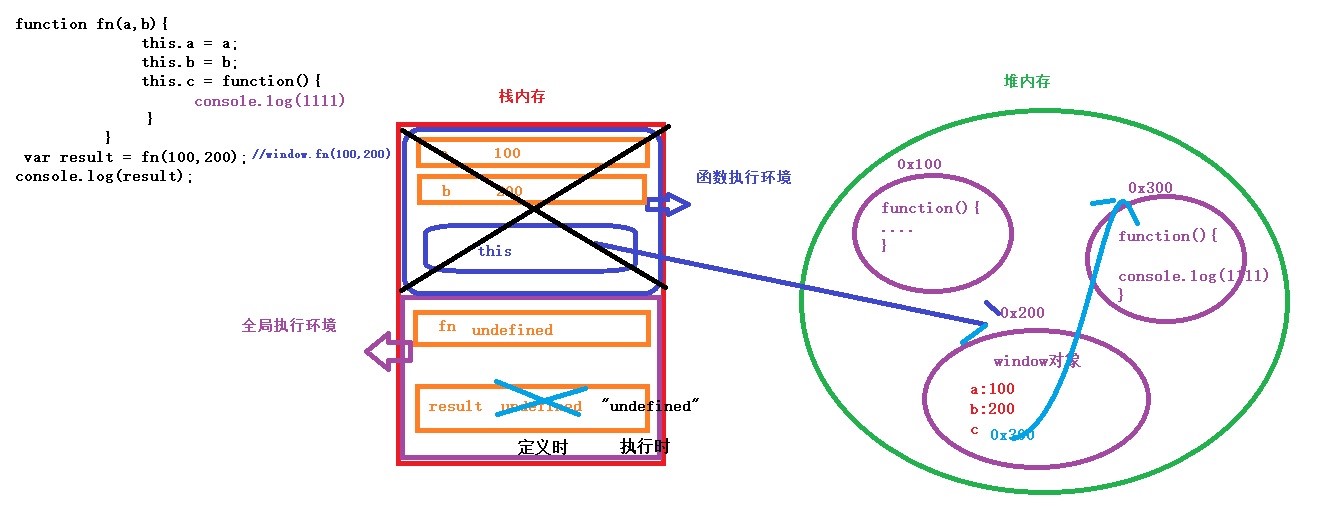 function fn(a,b){
this.a = a;
this.b = b;
this.c = function(){
console.log(1111)
}
}
var result = fn(100,200); //window.fn(100,200)
console.log(result);
栈内存
100
b 200
this
函数执行环境
全局执行环境
fn undefined
result undefined "undefined"
定义时 执行时
堆内存
0x100
function(){
....
}
0x300
function(){
console.log(1111)
}
0x200
window对象
a:100
b:200
c 0x300